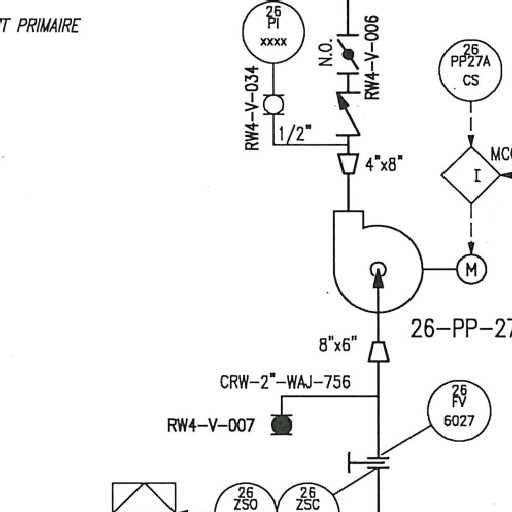 T PRIMAIRE
26
PI
xxxx
N.O.
RW4-V-006
RW4-V-034
1/2"
26
PP27A
CS
MCC
I
4"x8"
M
26-PP-27
8"x6"
CRW-2"-WAJ-756
RW4-V-007
26
FV
6027
26
ZSO
26
ZSC